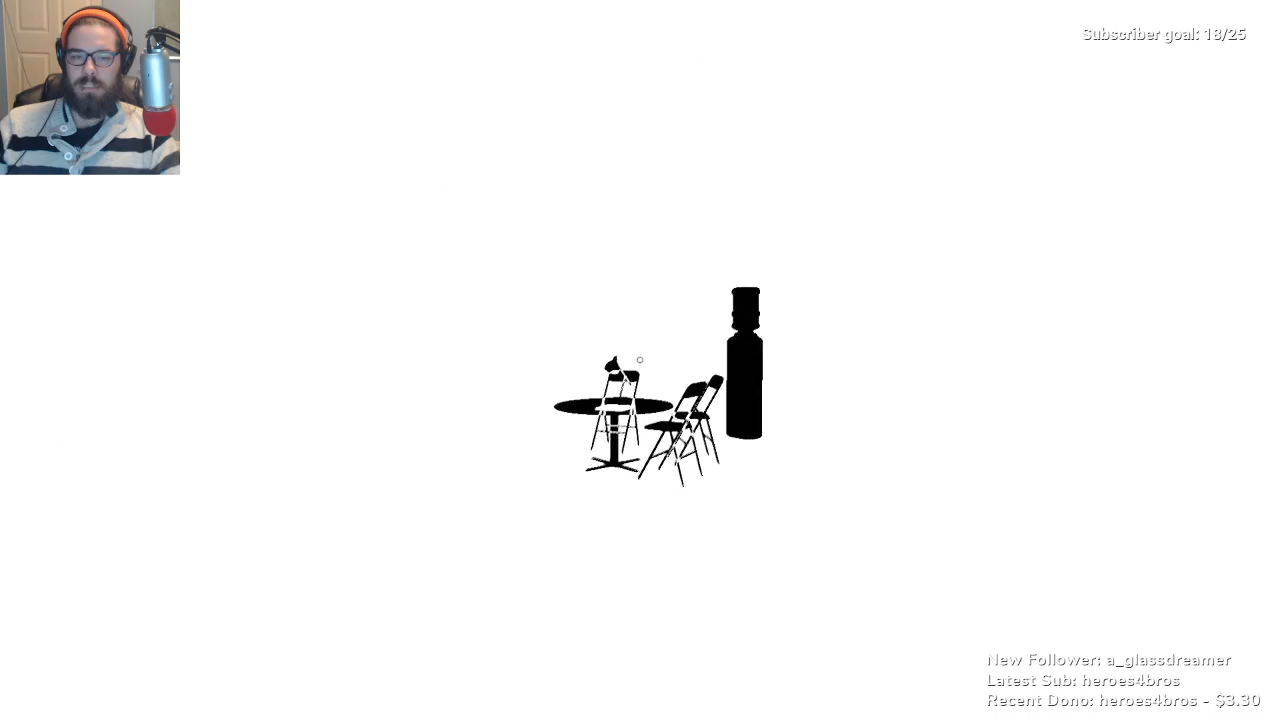 Subscriber goal: 18/25
New Follower: a_glassdreamer
Latest Sub: heroes4bros
Recent Dono: heroes4bros - $3.30